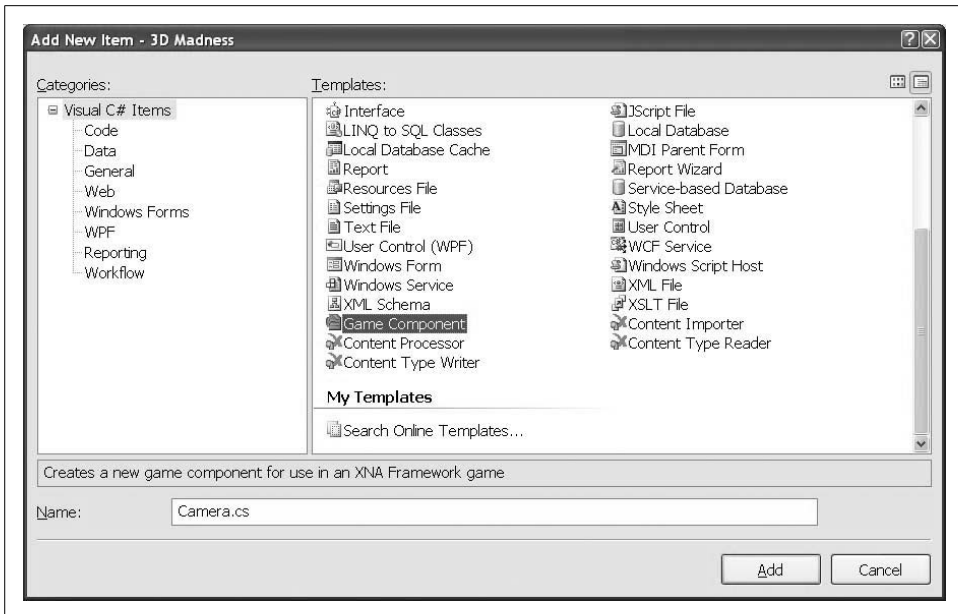 Add New Item - 3D Madness
Categories:
Templates:
Visual C# Items
Code
Data
General
Web
Windows Forms
WPF
Reporting
Workflow
Interface
LINQ to SQL Classes
Local Database Cache
Report
Resources File
Settings File
Text File
User Control (WPF)
Windows Form
Windows Service
XML Schema
Game Component
Content Processor
Content Type Writer
JScript File
Local Database
MDI Parent Form
Report Wizard
Service-based Database
Style Sheet
User Control
WCF Service
Windows Script Host
XML File
XSLT File
Content Importer
Content Type Reader
My Templates
Search Online Templates...
Creates a new game component for use in an XNA Framework game
Name:
Camera.cs
Add
Cancel